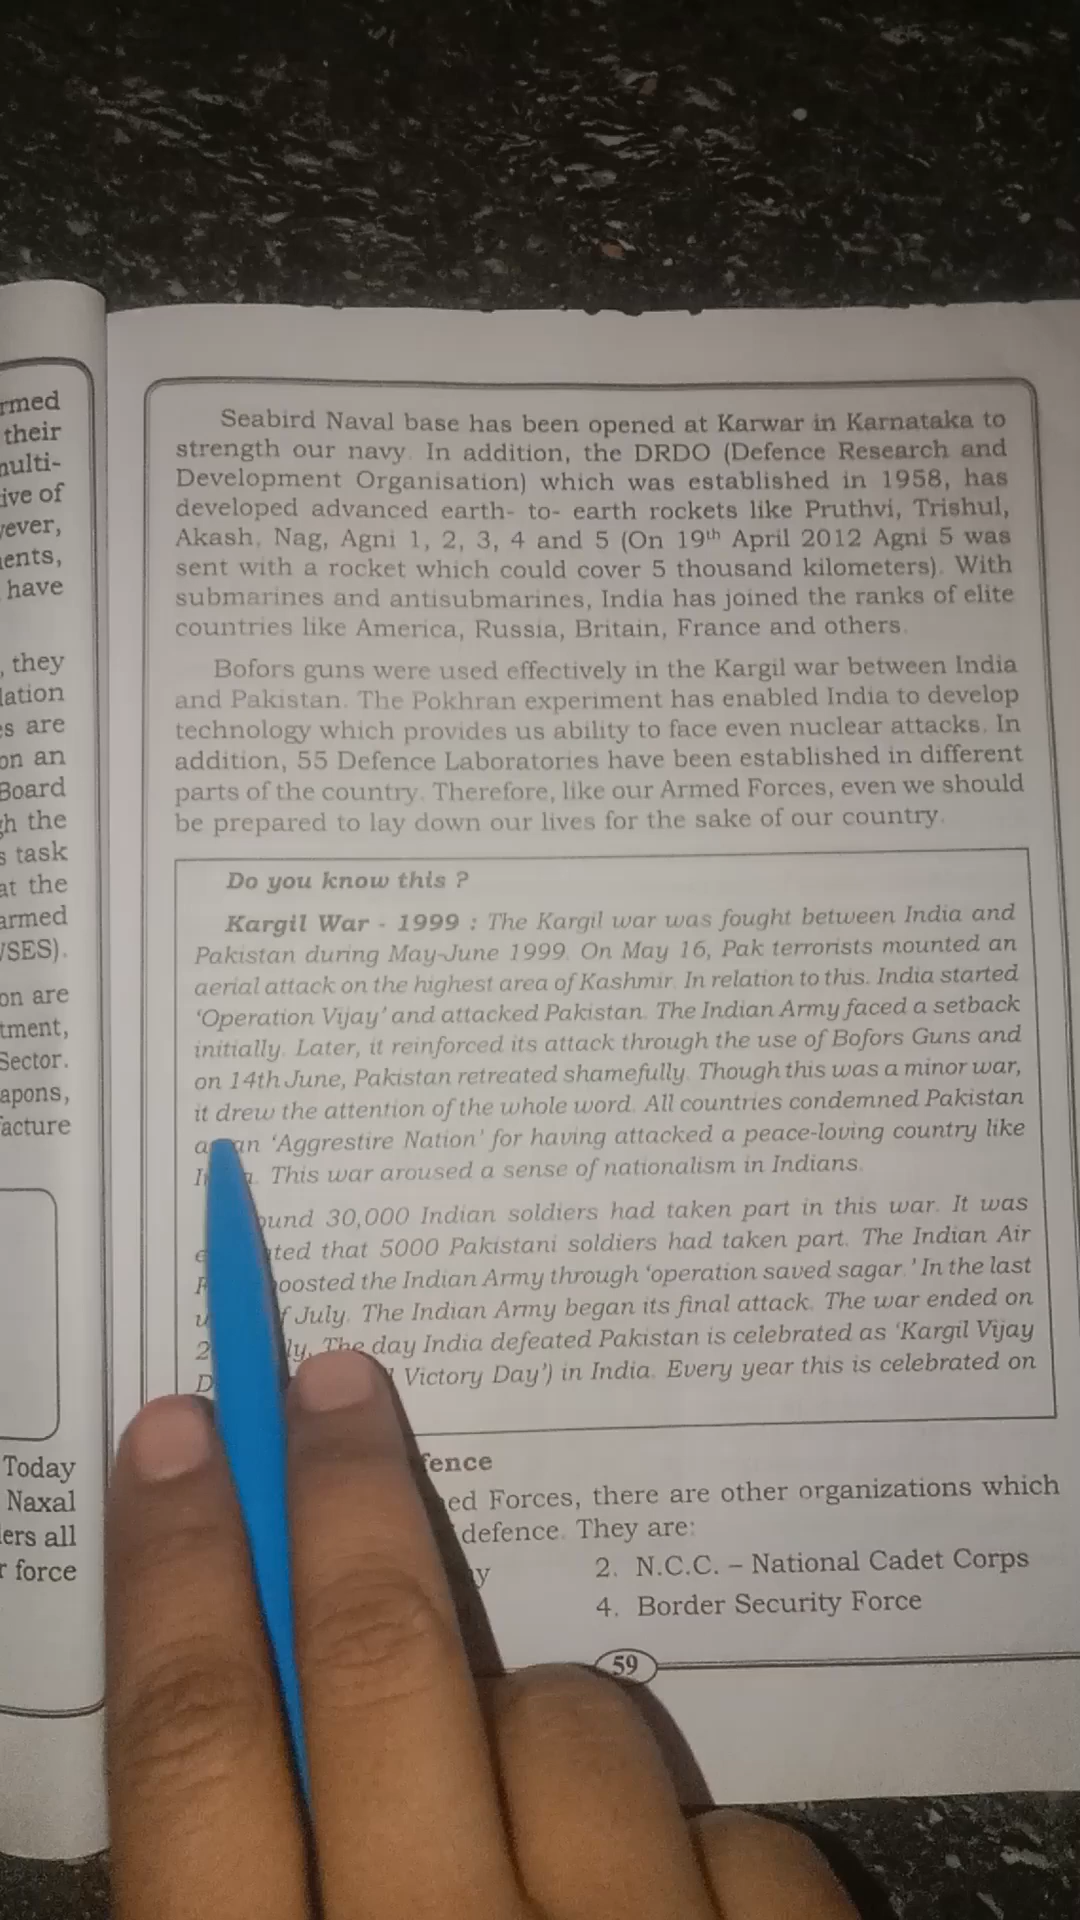 rmed
their
multi-
ive of
ever,
ents,
have
they
lation
es are
on an
Board
gh the
s task
at the
armed
WSES).
on are
tment,
Sector.
apons,
acture
Today
Naxal
ers all
r force
Seabird Naval base has been opened at Karwar in Karnataka to
strength our navy. In addition, the DRDO (Defence Research and
Development Organisation) which was established in 1958, has
developed advanced earth- to- earth rockets like Pruthvi, Trishul,
Akash, Nag, Agni 1, 2, 3, 4 and 5 (On 19th April 2012 Agni 5 was
sent with a rocket which could cover 5 thousand kilometers). With
submarines and antisubmarines, India has joined the ranks of elite
countries like America, Russia, Britain, France and others.
Bofors guns were used effectively in the Kargil war between India
and Pakistan. The Pokhran experiment has enabled India to develop
technology which provides us ability to face even nuclear attacks. In
addition, 55 Defence Laboratories have been established in different
parts of the country. Therefore, like our Armed Forces, even we should
be prepared to lay down our lives for the sake of our country.
Do you know this ?
Kargil War - 1999 : The Kargil war was fought between India and
Pakistan during May-June 1999. On May 16, Pak terrorists mounted an
aerial attack on the highest area of Kashmir. In relation to this. India started
‘Operation Vijay’ and attacked Pakistan. The Indian Army faced a setback
initially. Later, it reinforced its attack through the use of Bofors Guns and
on 14th June, Pakistan retreated shamefully. Though this was a minor war,
it drew the attention of the whole word. All countries condemned Pakistan
an ‘Aggrestire Nation’ for having attacked a peace-loving country like
This war aroused a sense of nationalism in Indians.
30,000 Indian soldiers had taken part in this war. It was
that 5000 Pakistani soldiers had taken part. The Indian Air
boosted the Indian Army through ‘operation saved sagar.’ In the last
of July. The Indian Army began its final attack. The war ended on
The day India defeated Pakistan is celebrated as ‘Kargil Vijay
Victory Day’) in India. Every year this is celebrated on
fence
ed Forces, there are other organizations which
defence. They are:
y 2. N.C.C. – National Cadet Corps
4. Border Security Force
59